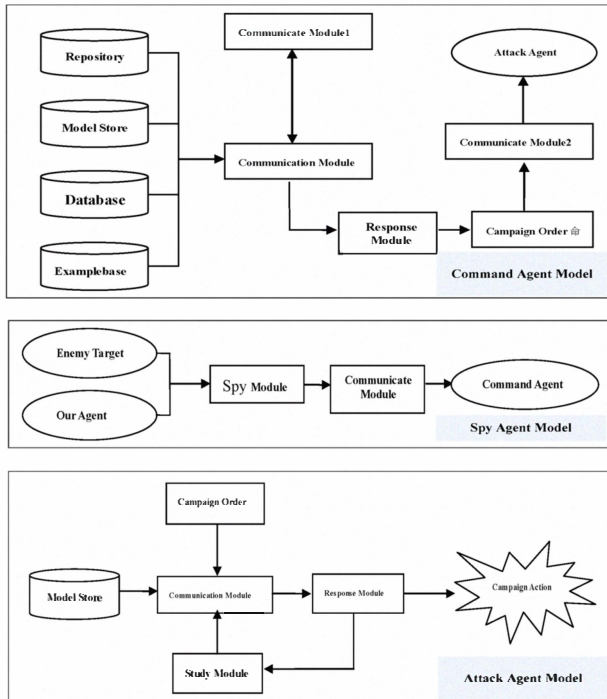 Communicate Module1
Repository
Attack Agent
Model Store
Communicate Module2
Communication Module
Database
Response
Module
Campaign Order 命
Examplebase
Command Agent Model
Enemy Target
Spy Module
Communicate
Module
Command Agent
Our Agent
Spy Agent Model
Campaign Order
Model Store
Communication Module
Response Module
Campaign Action
Study Module
Attack Agent Model